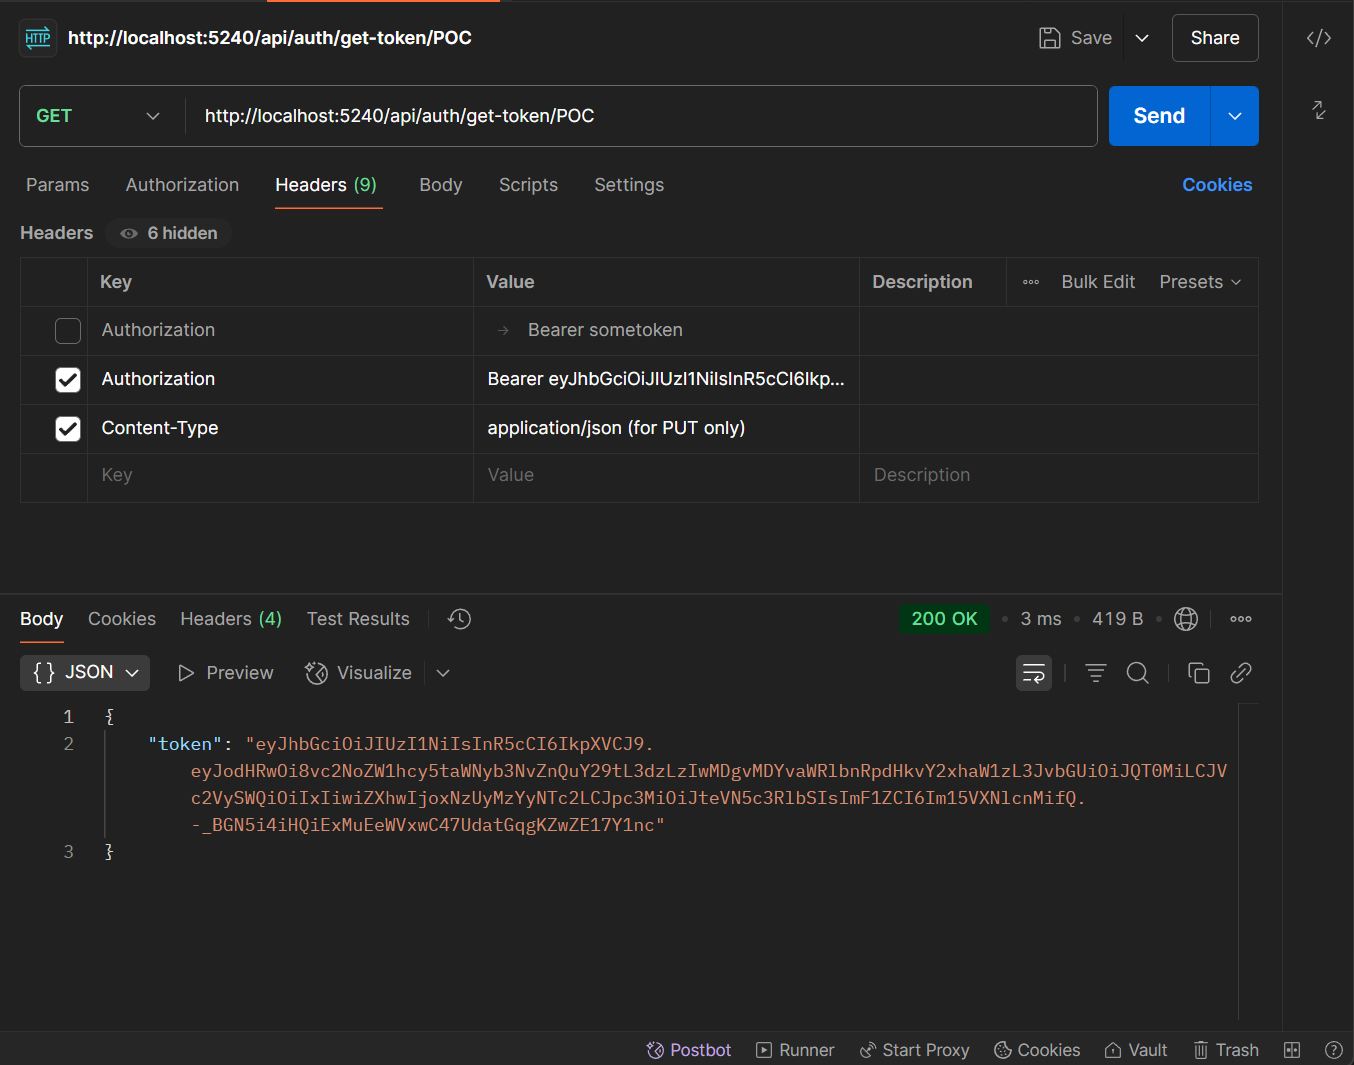 HTTP http://localhost:5240/api/auth/get-token/POC Save Share
GET http://localhost:5240/api/auth/get-token/POC Send
Params Authorization Headers (9) Body Scripts Settings Cookies
Headers 6 hidden
Key Value Description Bulk Edit Presets
Authorization → Bearer sometoken
Authorization Bearer eyJhbGciOiJIUzI1NiIsInR5cCI6Ikp...
Content-Type application/json (for PUT only)
Key Value Description
Body Cookies Headers (4) Test Results 200 OK • 3 ms • 419 B •
{} JSON Preview Visualize
1 {
2 "token": "eyJhbGciOiJIUzI1NiIsInR5cCI6IkpXVCJ9.
eyJodHRwOi8vc2NoZW1hcy5taWNyb3NvZnQuY29tL3dzLzIwMDgvMDYvaWRlbnRpdHkvY2xhaW1zL3JvbGUiOiJQT0MiLCJV
c2VySWQiOiIxIiwiZXhwIjoxNzUyMzYyNTc2LCJpc3MiOiJteVN5c3RlbSIsImF1ZCI6Im15VXNlcnMifQ.
-_BGN5i4iHQiExMuEeWVxwC47UdatGqgKZwZE17Y1nc"
3 }
Postbot Runner Start Proxy Cookies Vault Trash